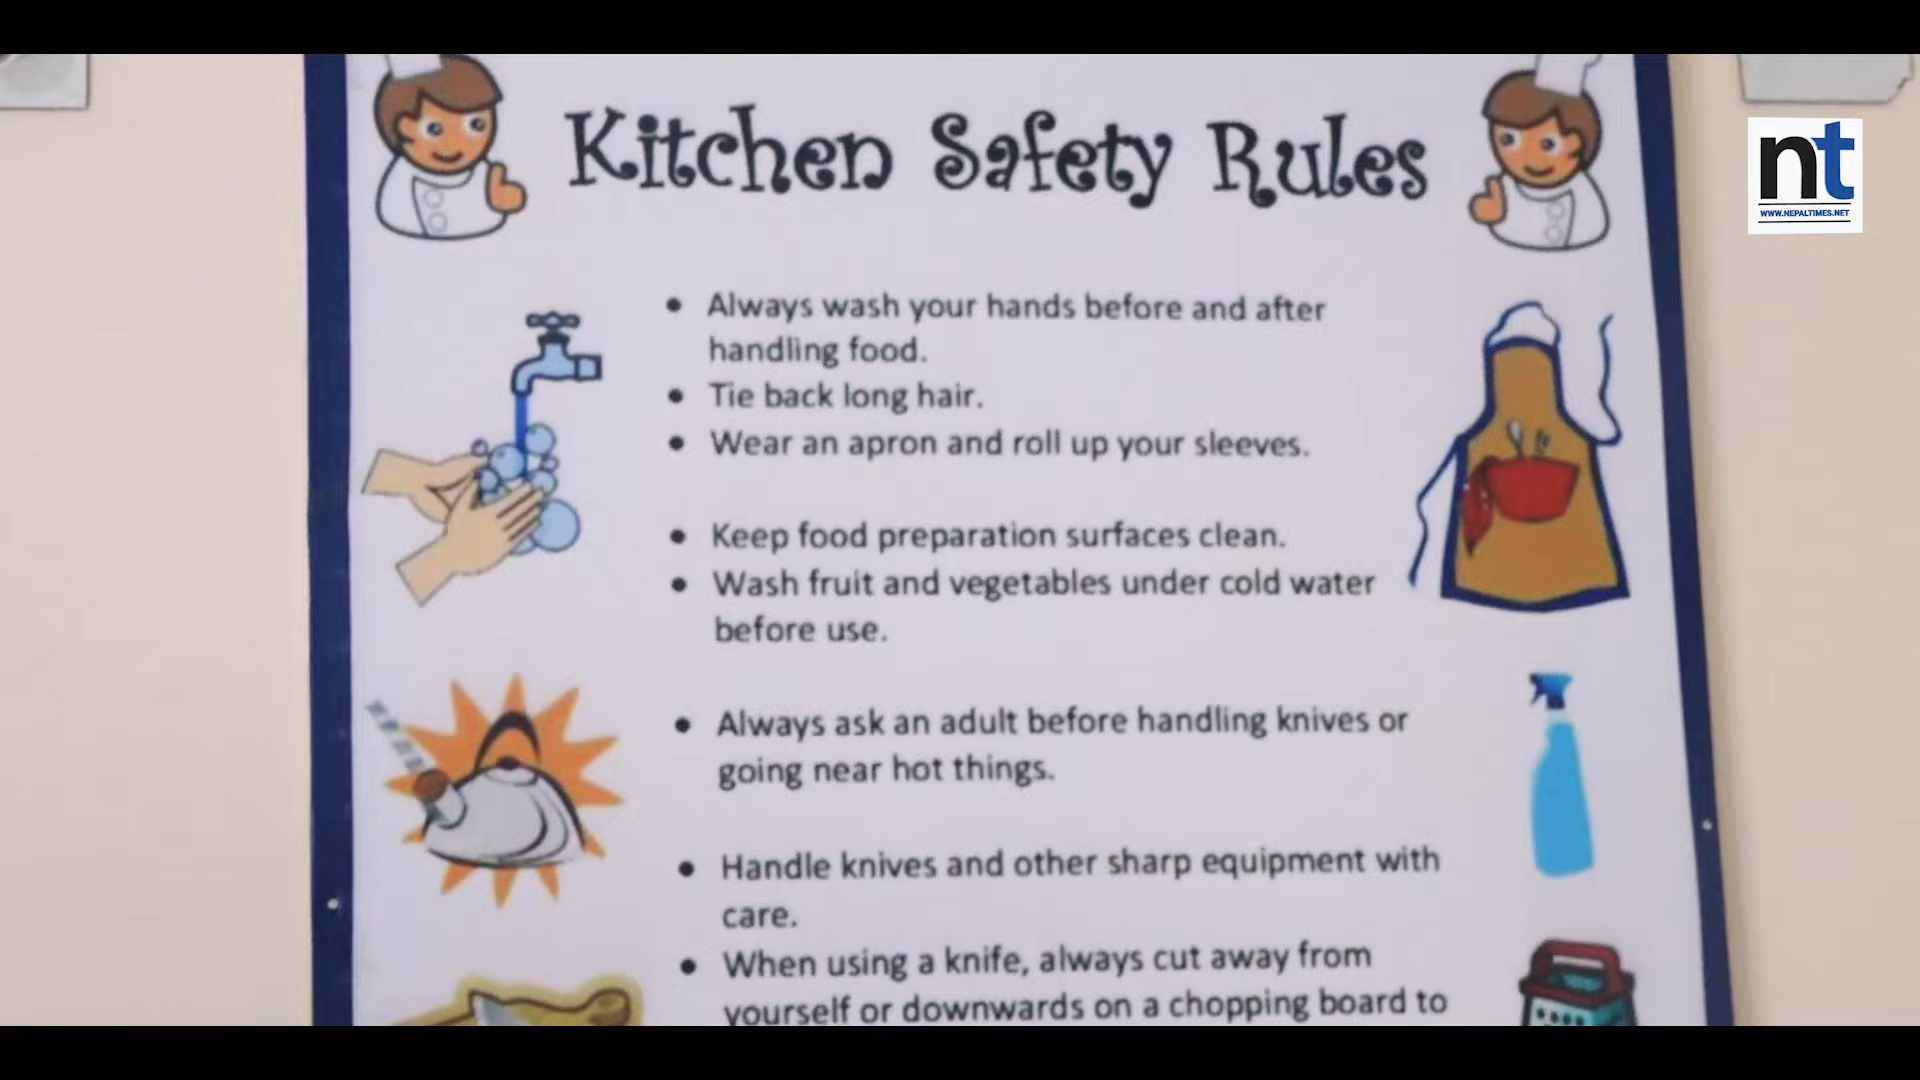 Kitchen Safety Rules
nt
WWW.NEPALTIMES.NET
• Always wash your hands before and after
handling food.
• Tie back long hair.
• Wear an apron and roll up your sleeves.
• Keep food preparation surfaces clean.
• Wash fruit and vegetables under cold water
before use.
• Always ask an adult before handling knives or
going near hot things.
• Handle knives and other sharp equipment with
care.
• When using a knife, always cut away from
yourself or downwards on a chopping board to